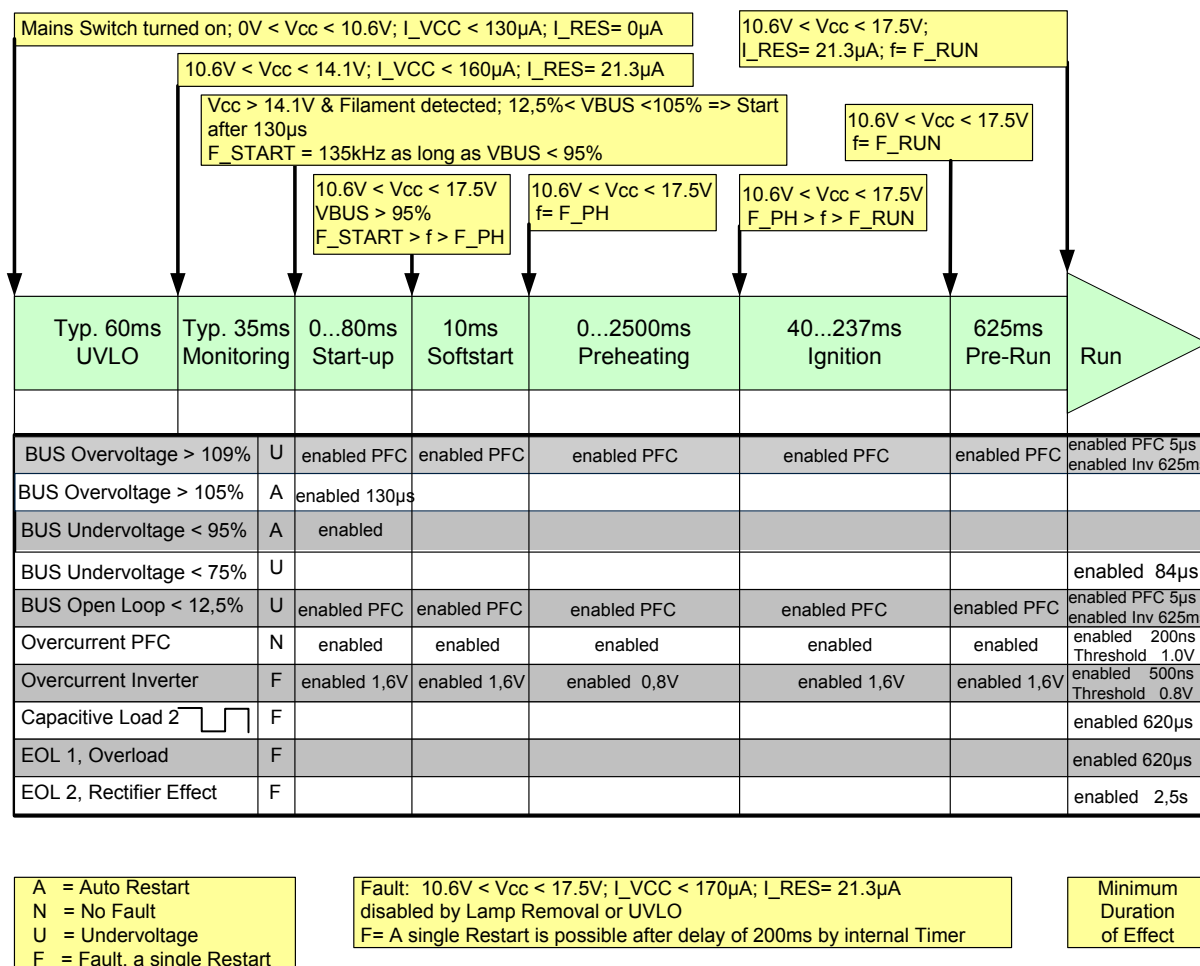 Mains Switch turned on; 0V < Vcc < 10.6V; I_VCC < 130µA; I_RES= 0µA
10.6V < Vcc < 17.5V;
I_RES= 21.3µA; f= F_RUN
10.6V < Vcc < 14.1V; I_VCC < 160µA; I_RES= 21.3µA
Vcc > 14.1V & Filament detected; 12,5%< VBUS <105% => Start
after 130µs
F_START = 135kHz as long as VBUS < 95%
10.6V < Vcc < 17.5V
f= F_RUN
10.6V < Vcc < 17.5V
VBUS > 95%
F_START > f > F_PH
10.6V < Vcc < 17.5V
f= F_PH
10.6V < Vcc < 17.5V
F_PH > f > F_RUN
Typ. 60ms
UVLO
Typ. 35ms
Monitoring
0...80ms
Start-up
10ms
Softstart
0...2500ms
Preheating
40...237ms
Ignition
625ms
Pre-Run
Run
BUS Overvoltage > 109% U enabled PFC enabled PFC enabled PFC enabled PFC enabled PFC enabled PFC 5µs
enabled Inv 625m
BUS Overvoltage > 105% A enabled 130µs
BUS Undervoltage < 95% A enabled
BUS Undervoltage < 75% U enabled 84µs
BUS Open Loop < 12,5% U enabled PFC enabled PFC enabled PFC enabled PFC enabled PFC enabled PFC 5µs
enabled Inv 625m
Overcurrent PFC N enabled enabled enabled enabled enabled enabled 200ns
Threshold 1.0V
Overcurrent Inverter F enabled 1,6V enabled 1,6V enabled 0,8V enabled 1,6V enabled 1,6V enabled 500ns
Threshold 0.8V
Capacitive Load 2 F enabled 620µs
EOL 1, Overload F enabled 620µs
EOL 2, Rectifier Effect F enabled 2,5s
A = Auto Restart
N = No Fault
U = Undervoltage
F = Fault, a single Restart
Fault: 10.6V < Vcc < 17.5V; I_VCC < 170µA; I_RES= 21.3µA
disabled by Lamp Removal or UVLO
F= A single Restart is possible after delay of 200ms by internal Timer
Minimum
Duration
of Effect